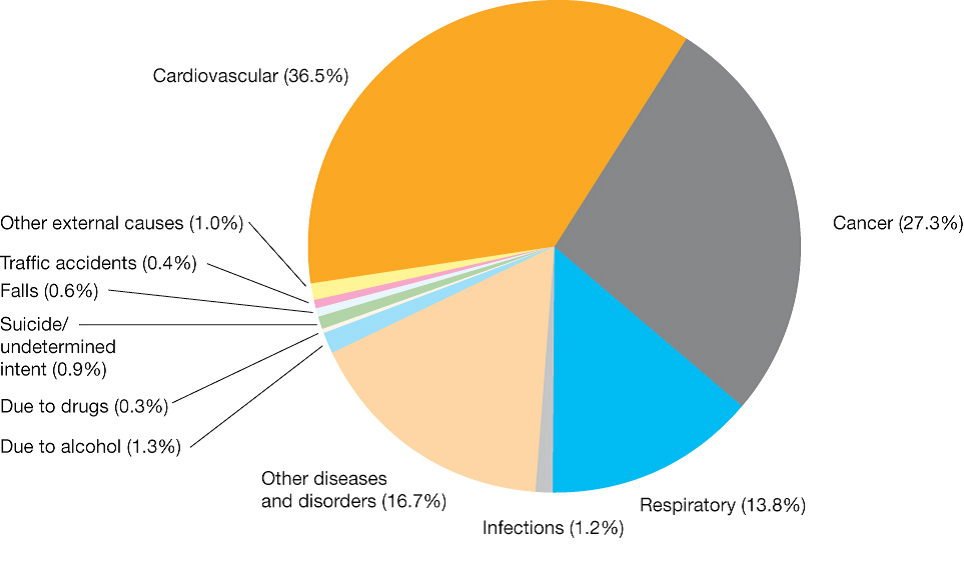 Cardiovascular (36.5%)
Cancer (27.3%)
Other external causes (1.0%)
Traffic accidents (0.4%)
Falls (0.6%)
Suicide/
undetermined
intent (0.9%)
Due to drugs (0.3%)
Due to alcohol (1.3%)
Other diseases
and disorders (16.7%)
Infections (1.2%)
Respiratory (13.8%)